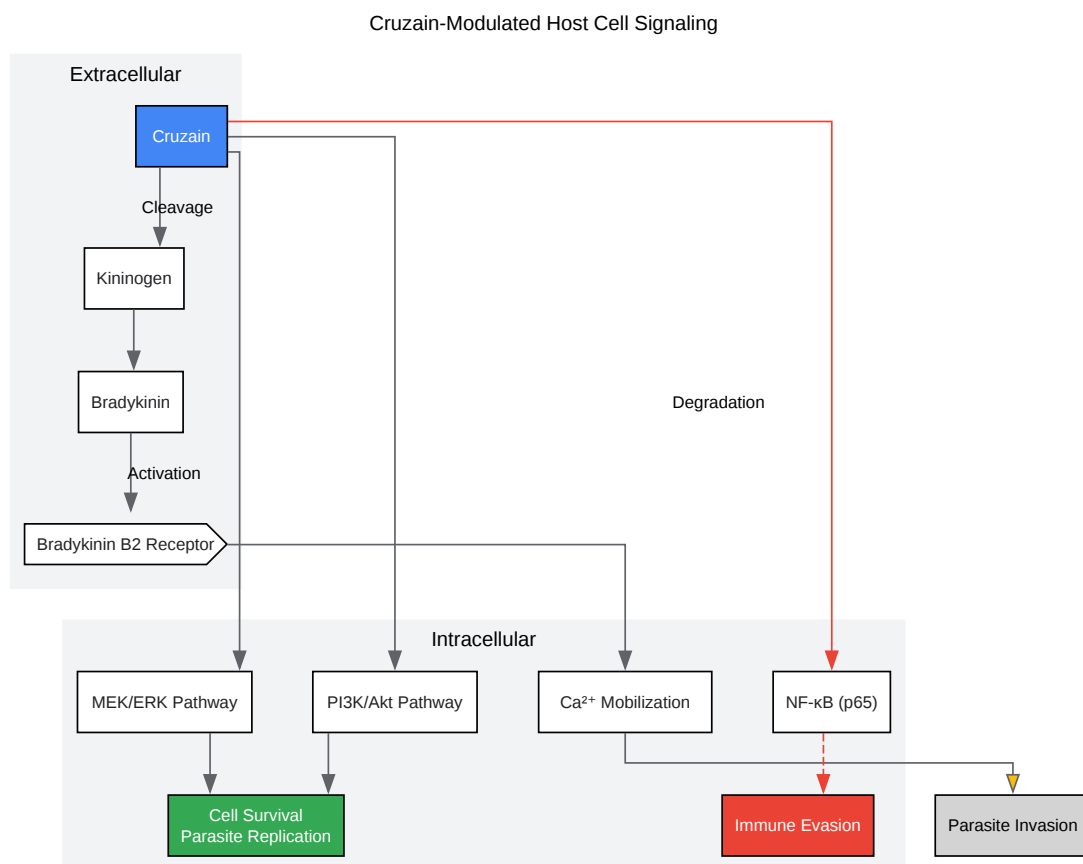 Cruzain-Modulated Host Cell Signaling
Extracellular
Cruzain
Cleavage
Kininogen
Bradykinin
Degradation
Activation
Bradykinin B2 Receptor
Intracellular
MEK/ERK Pathway
PI3K/Akt Pathway
Ca²⁺ Mobilization
NF-κB (p65)
Cell Survival
Parasite Replication
Immune Evasion
Parasite Invasion